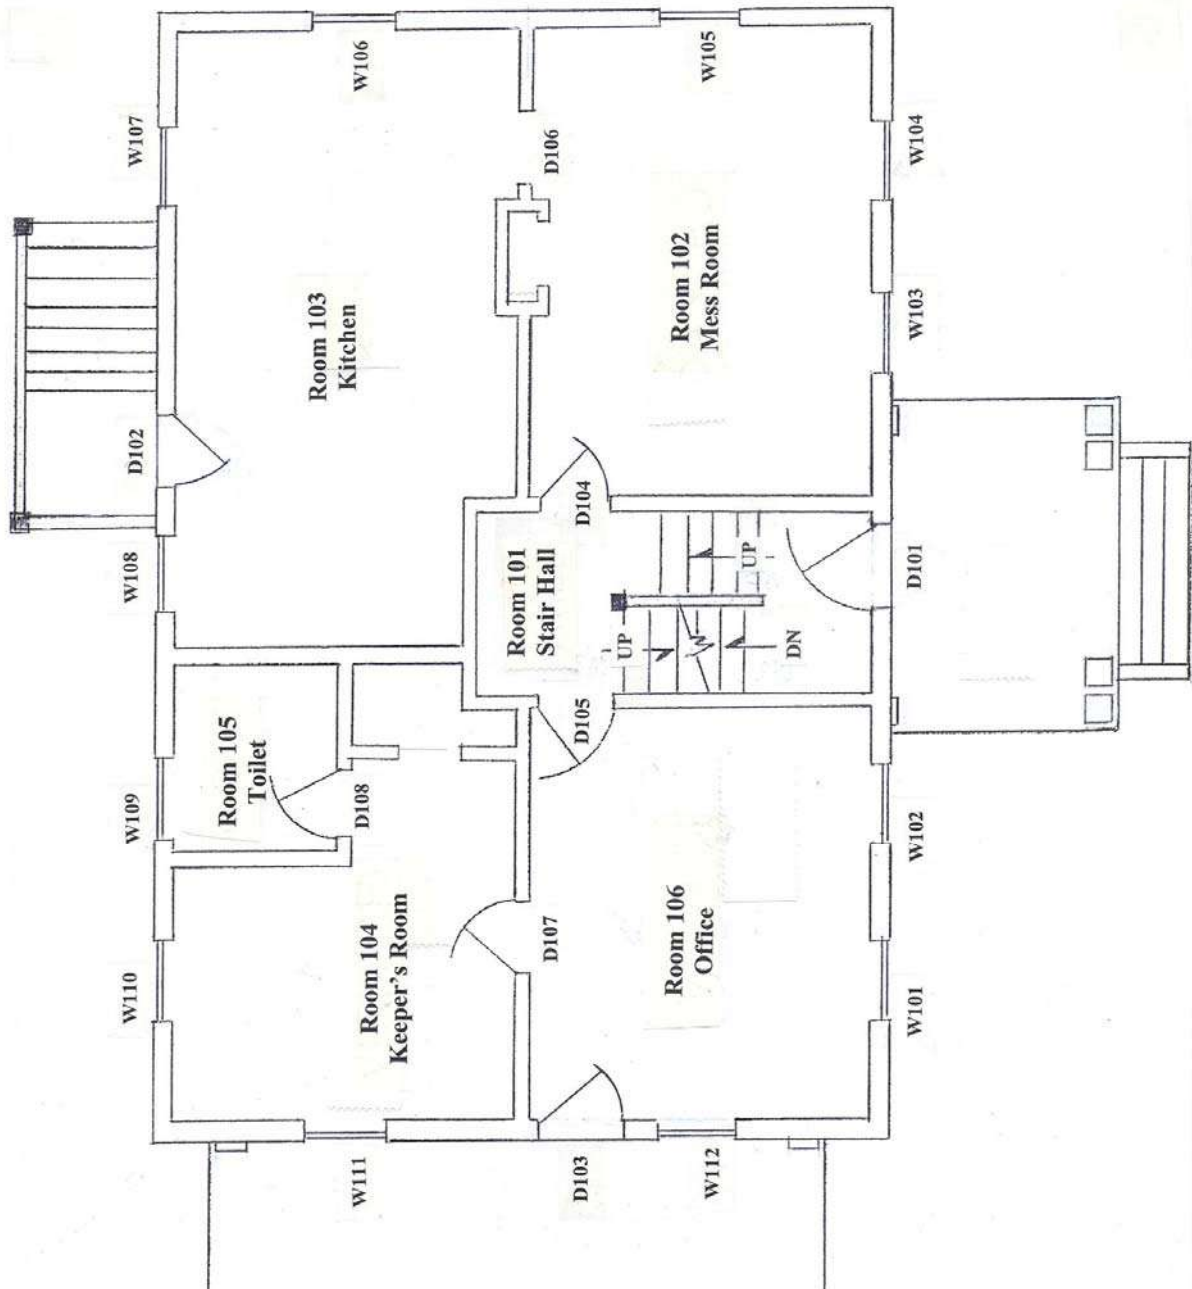 W107
W108
W109
W110
D102
W106
Room 103
Kitchen
Room 105
Toilet
D108
Room 104
Keeper's Room
W111
D106
Room 101
Stair Hall
D104
D105
D107
D103
W105
Room 102
Mess Room
UP
UP
DN
Room 106
Office
W112
W104
W103
D101
W102
W101